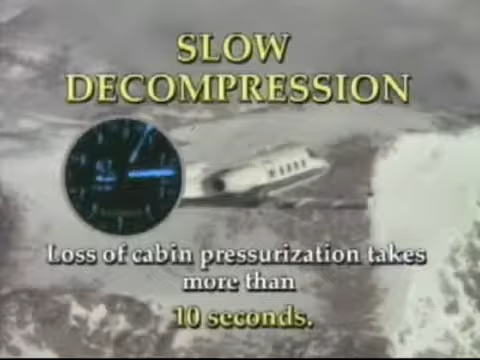 SLOW
DECOMPRESSION
Loss of cabin pressurization takes
more than
10 seconds.